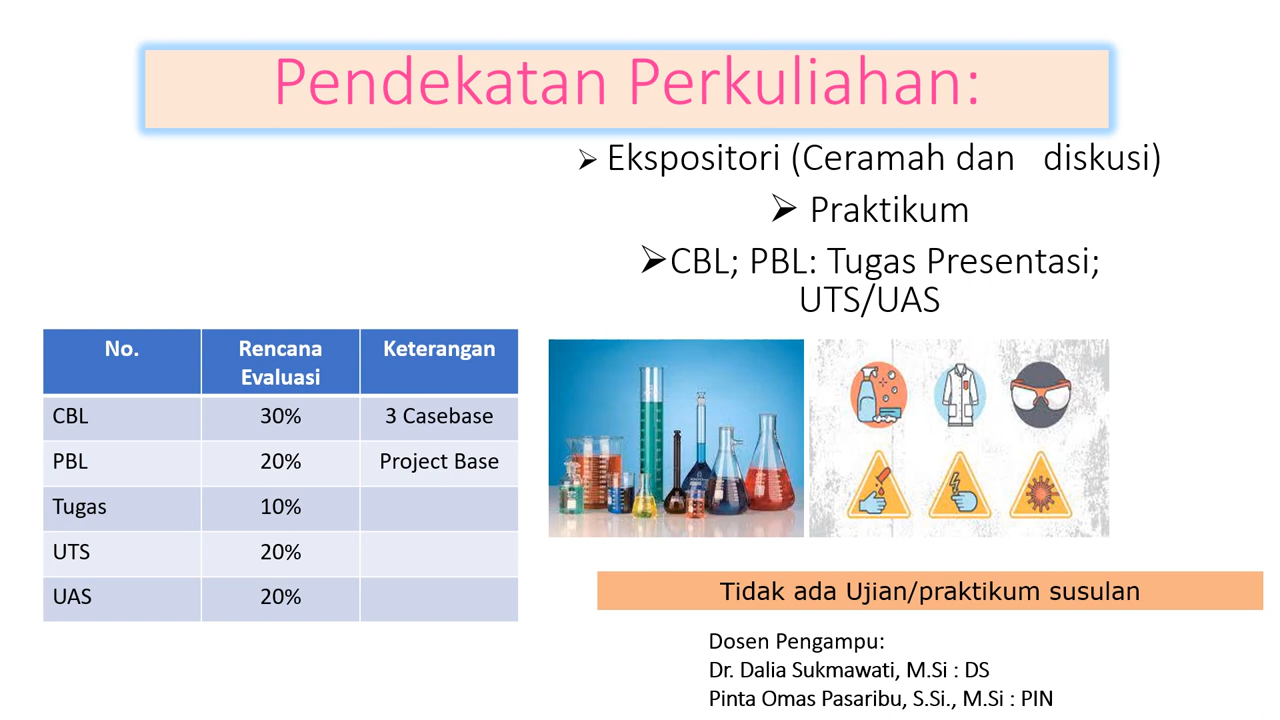 Pendekatan Perkuliahan:
➢ Ekspositori (Ceramah dan diskusi)
➢ Praktikum
➢CBL; PBL: Tugas Presentasi;
UTS/UAS
No. Rencana Evaluasi Keterangan
CBL 30% 3 Casebase
PBL 20% Project Base
Tugas 10%
UTS 20%
UAS 20%
Tidak ada Ujian/praktikum susulan
Dosen Pengampu:
Dr. Dalia Sukmawati, M.Si : DS
Pinta Omas Pasaribu, S.Si., M.Si : PIN